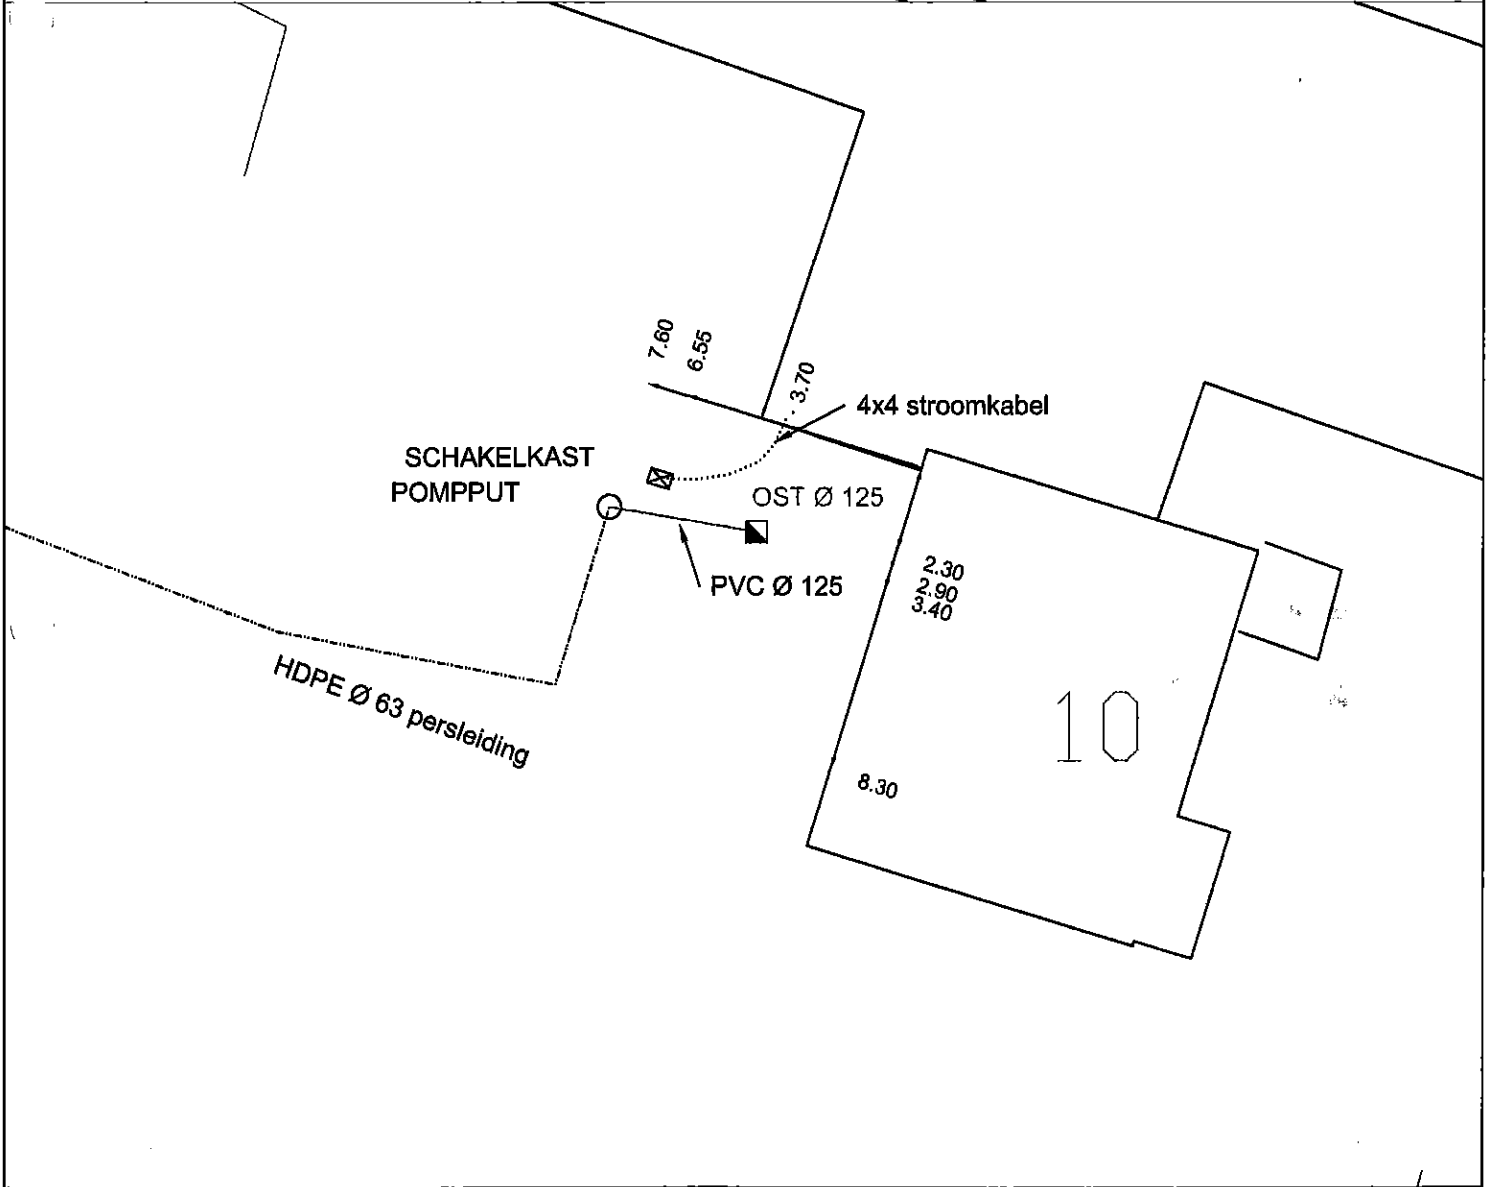 7.60
6.55
3.70
4x4 stroomkabel
SCHAKELKAST
POMPPUT
OST Ø 125
PVC Ø 125
2.30
2.90
3.40
HDPE Ø 63 persleiding
10
8.30